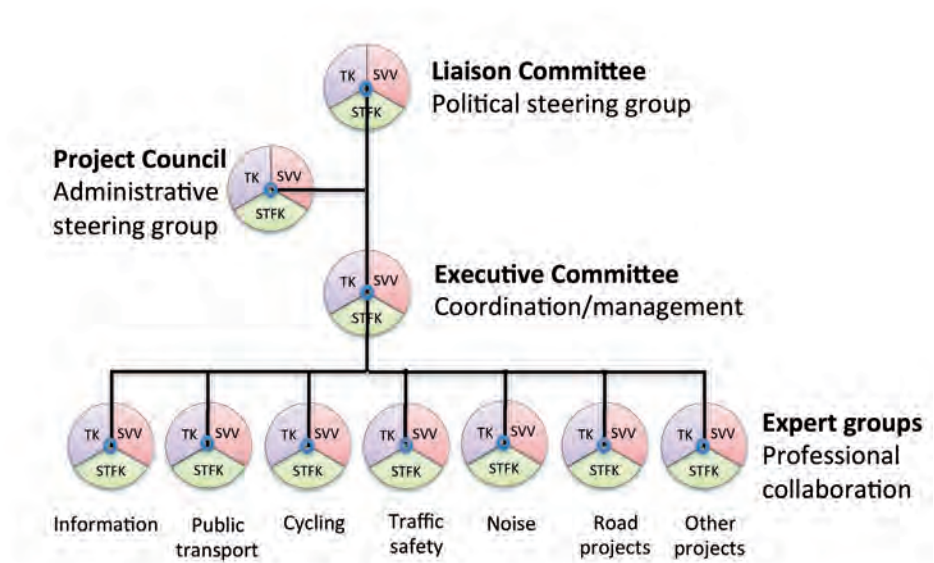 TK SVV
STFK
Liaison Committee
Political steering group
Project Council
Administrative
steering group
TK SVV
STFK
TK SVV
STFK
Executive Committee
Coordination/management
TK SVV TK SVV TK SVV TK SVV TK SVV TK SVV TK SVV
STFK STFK STFK STFK STFK STFK STFK
Expert groups
Professional
collaboration
Information
Public
transport
Cycling
Traffic
safety
Noise
Road
projects
Other
projects